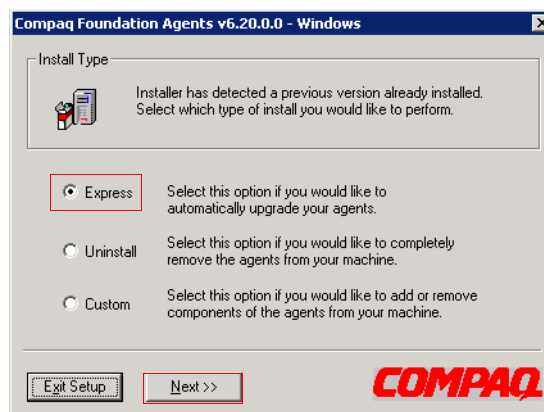 Compaq Foundation Agents v6.20.0.0 - Windows
Install Type
Installer has detected a previous version already installed.
Select which type of install you would like to perform.
Express
Select this option if you would like to
automatically upgrade your agents.
Uninstall
Select this option if you would like to completely
remove the agents from your machine.
Custom
Select this option if you would like to add or remove
components of the agents from your machine.
Exit Setup
Next >>
COMPAQ